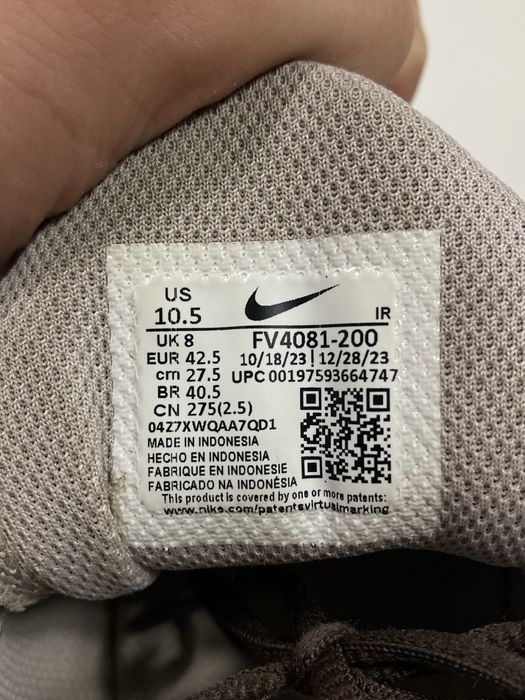 US
10.5
IR
UK 8
FV4081-200
EUR 42.5
10/18/23 | 12/28/23
cm 27.5
UPC 00197593664747
BR 40.5
CN 275(2.5)
04Z7XWQAA7QD1
MADE IN INDONESIA
HECHO EN INDONESIA
FABRIQUE EN INDONESIE
FABRICADO NA INDONÉSIA
This product is covered by one or more patents:
www.nike.com/patentsvirtualmarking